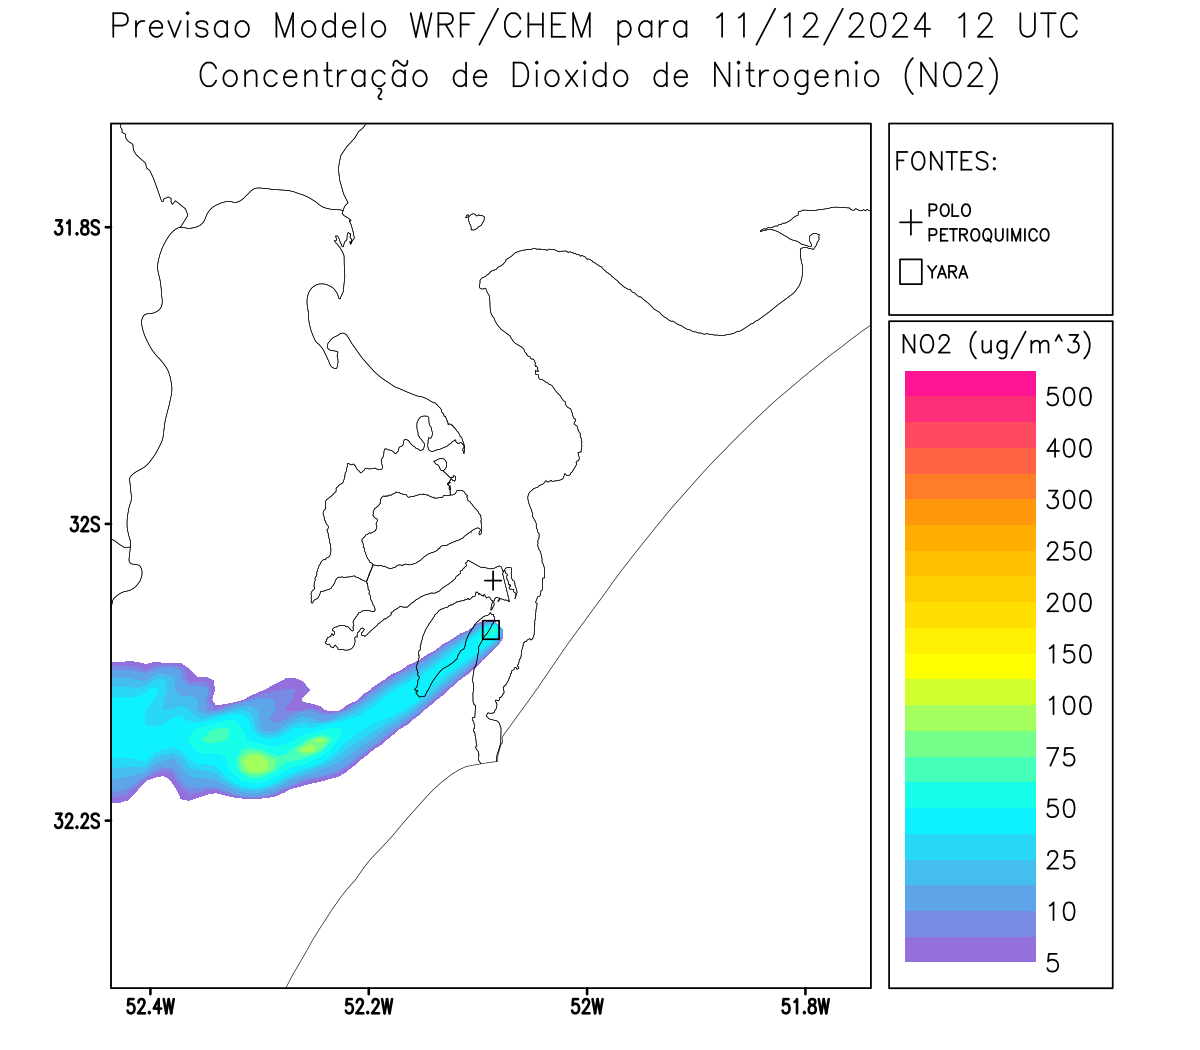 Previsao Modelo WRF/CHEM para 11/12/2024 12 UTC
Concentração de Dioxido de Nitrogenio (NO2)
FONTES:
POLO
PETROQUIMICO
YARA
NO2 (ug/m^3)
500
400
300
250
200
150
100
75
50
25
10
5
31.8S
32S
32.2S
52.4W
52.2W
52W
51.8W